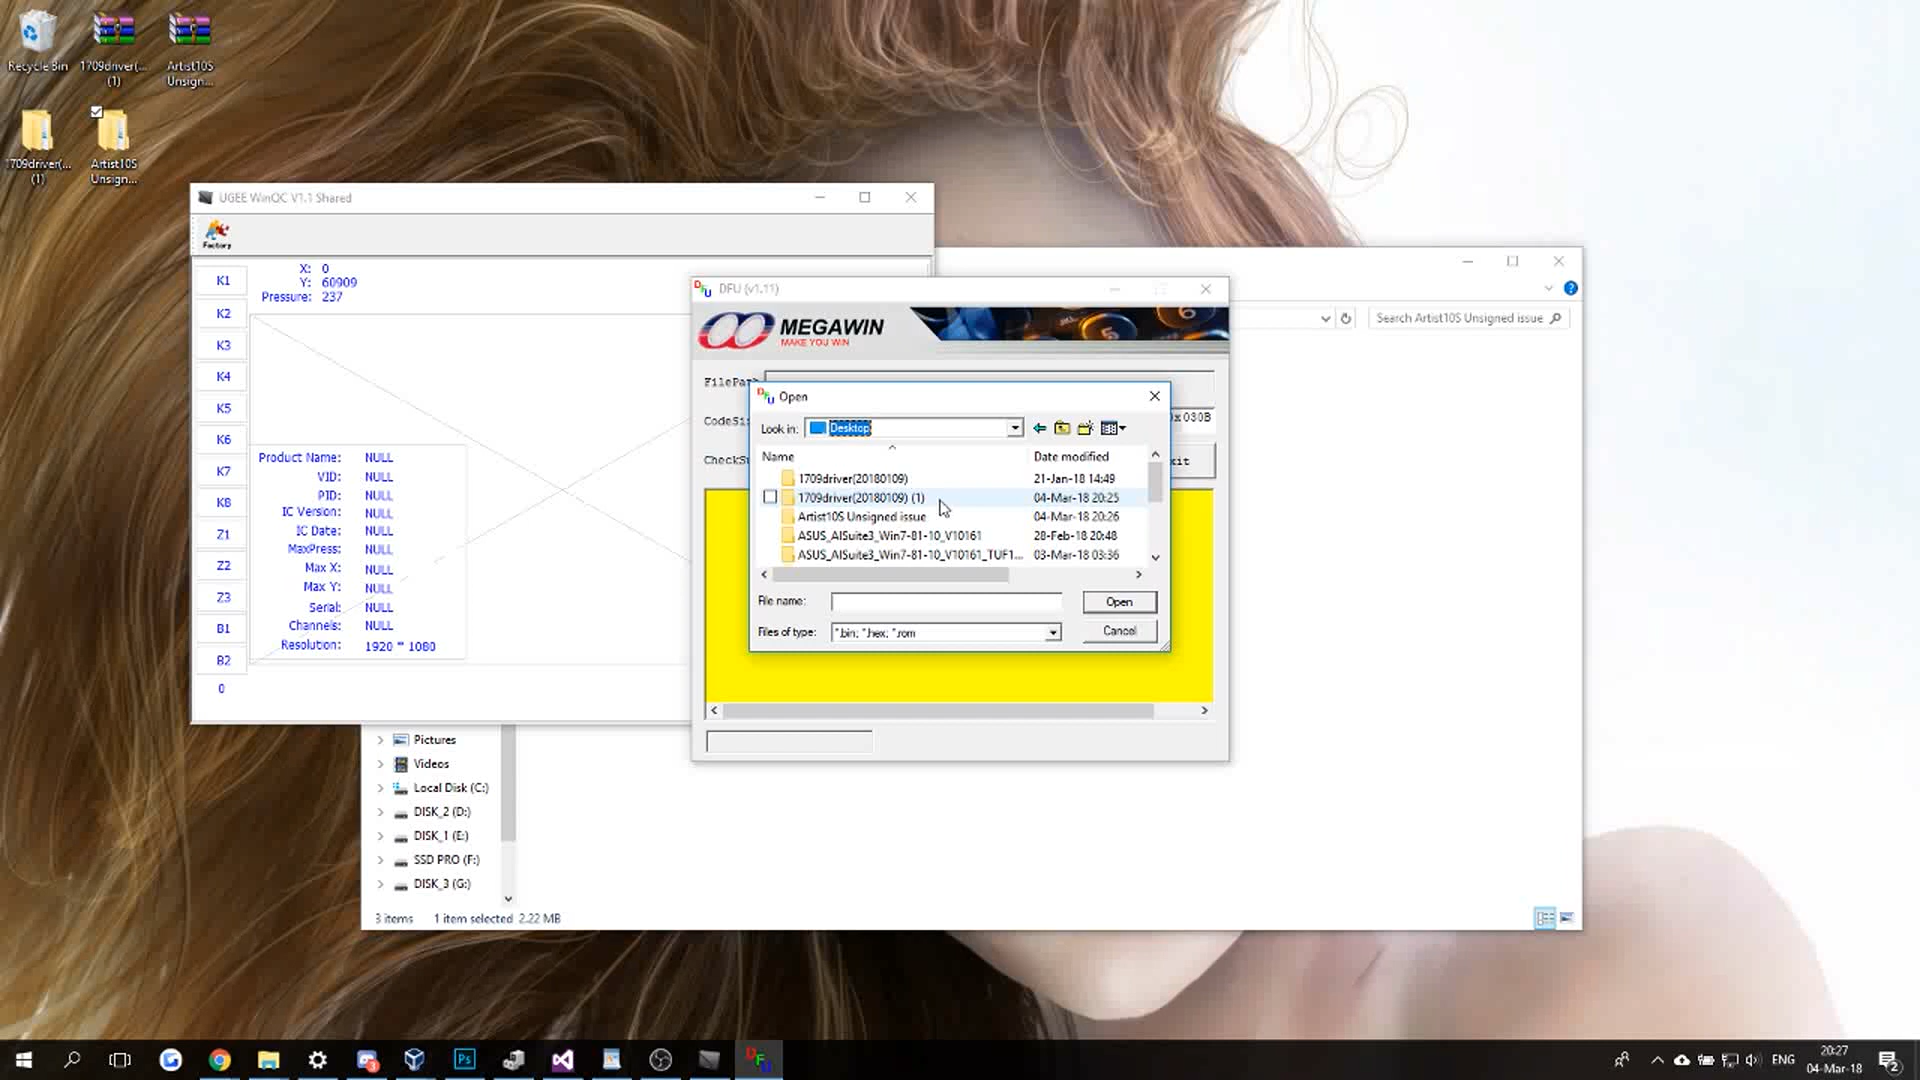 Recycle Bin
1709driver(...
(1)
Artist10S
Unsign...
1709driver(...
(1)
Artist10S
Unsign...
UGEE WinQC V1.1 Shared
Factory
K1
K2
K3
K4
K5
K6
K7
K8
Z1
Z2
Z3
B1
B2
0
X: 0
Y: 60909
Pressure: 237
Product Name: NULL
VID: NULL
PID: NULL
IC Version: NULL
IC Date: NULL
MaxPress: NULL
Max X: NULL
Max Y: NULL
Serial: NULL
Channels: NULL
Resolution: 1920 * 1080
Search Artist10S Unsigned issue
DFU (v1.11)
MEGAWIN
MAKE YOU WIN
FilePath
CodeSi
0x030B
CheckSu
xit
Open
Look in: Desktop
Name Date modified
1709driver(20180109) 21-Jan-18 14:49
1709driver(20180109) (1) 04-Mar-18 20:25
Artist10S Unsigned issue 04-Mar-18 20:26
ASUS_AISuite3_Win7-81-10_V10161 28-Feb-18 20:48
ASUS_AISuite3_Win7-81-10_V10161_TUF1... 03-Mar-18 03:36
File name: Open
Files of type: *.bin; *.hex; *.rom Cancel
Pictures
Videos
Local Disk (C:)
DISK_2 (D:)
DISK_1 (E:)
SSD PRO (F:)
DISK_3 (G:)
3 items 1 item selected 2.22 MB
ENG
20:27
04-Mar-18
2